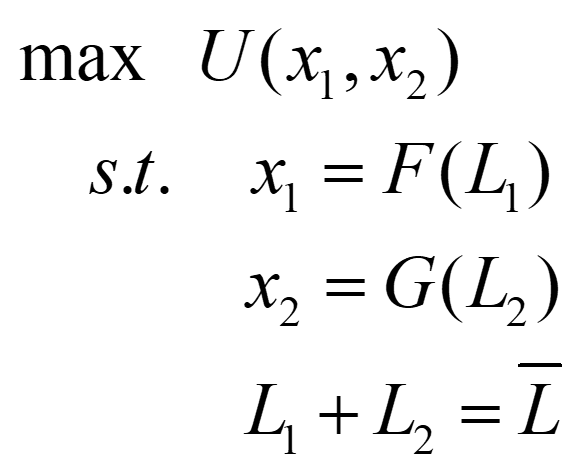 max U(x₁, x₂)
s.t. x₁ = F(L₁)
x₂ = G(L₂)
L₁ + L₂ = L̅